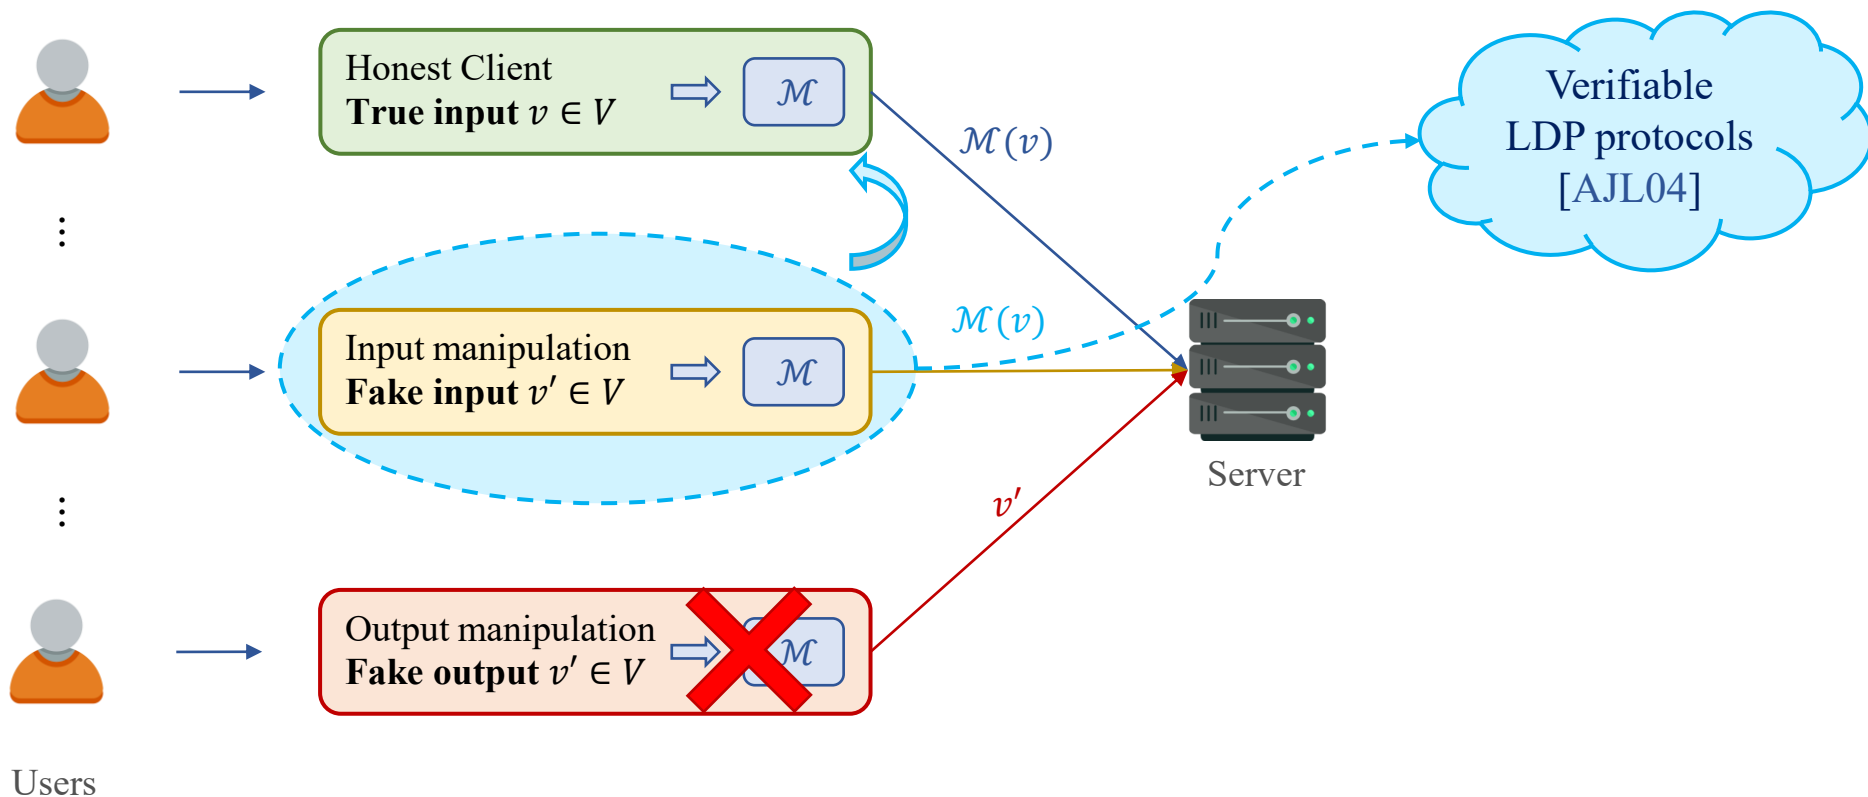 Honest Client
True input 𝑣 ∈ 𝑉
ℳ
ℳ(𝑣)
Verifiable
LDP protocols
[AJL04]
⋮
Input manipulation
Fake input 𝑣′ ∈ 𝑉
ℳ
ℳ(𝑣)
Server
⋮
𝑣′
Output manipulation
Fake output 𝑣′ ∈ 𝑉
ℳ
Users